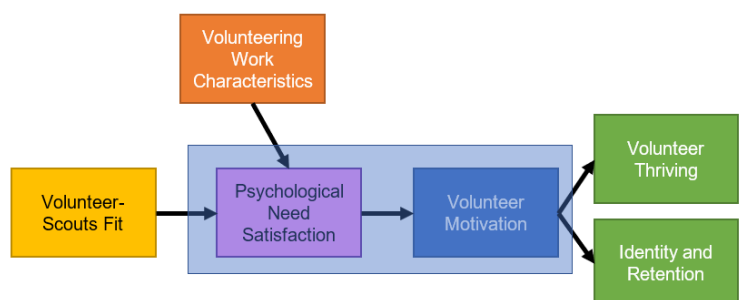 Volunteering
Work
Characteristics
Volunteer
Thriving
Volunteer-
Scouts Fit
Psychological
Need
Satisfaction
Volunteer
Motivation
Identity and
Retention